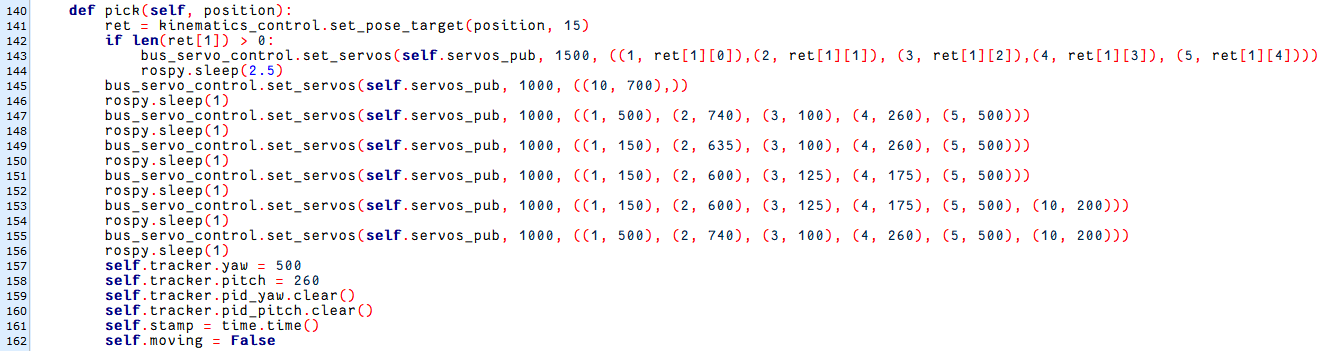 140 def pick(self, position):
141 ret = kinematics_control.set_pose_target(position, 15)
142 if len(ret[1]) > 0:
143 bus_servo_control.set_servos(self.servos_pub, 1500, ((1, ret[1][0]),(2, ret[1][1]), (3, ret[1][2]),(4, ret[1][3]), (5, ret[1][4])))
144 rospy.sleep(2.5)
145 bus_servo_control.set_servos(self.servos_pub, 1000, ((10, 700),))
146 rospy.sleep(1)
147 bus_servo_control.set_servos(self.servos_pub, 1000, ((1, 500), (2, 740), (3, 100), (4, 260), (5, 500)))
148 rospy.sleep(1)
149 bus_servo_control.set_servos(self.servos_pub, 1000, ((1, 150), (2, 635), (3, 100), (4, 260), (5, 500)))
150 rospy.sleep(1)
151 bus_servo_control.set_servos(self.servos_pub, 1000, ((1, 150), (2, 600), (3, 125), (4, 175), (5, 500)))
152 rospy.sleep(1)
153 bus_servo_control.set_servos(self.servos_pub, 1000, ((1, 150), (2, 600), (3, 125), (4, 175), (5, 500), (10, 200)))
154 rospy.sleep(1)
155 bus_servo_control.set_servos(self.servos_pub, 1000, ((1, 500), (2, 740), (3, 100), (4, 260), (5, 500), (10, 200)))
156 rospy.sleep(1)
157 self.tracker.yaw = 500
158 self.tracker.pitch = 260
159 self.tracker.pid_yaw.clear()
160 self.tracker.pid_pitch.clear()
161 self.stamp = time.time()
162 self.moving = False